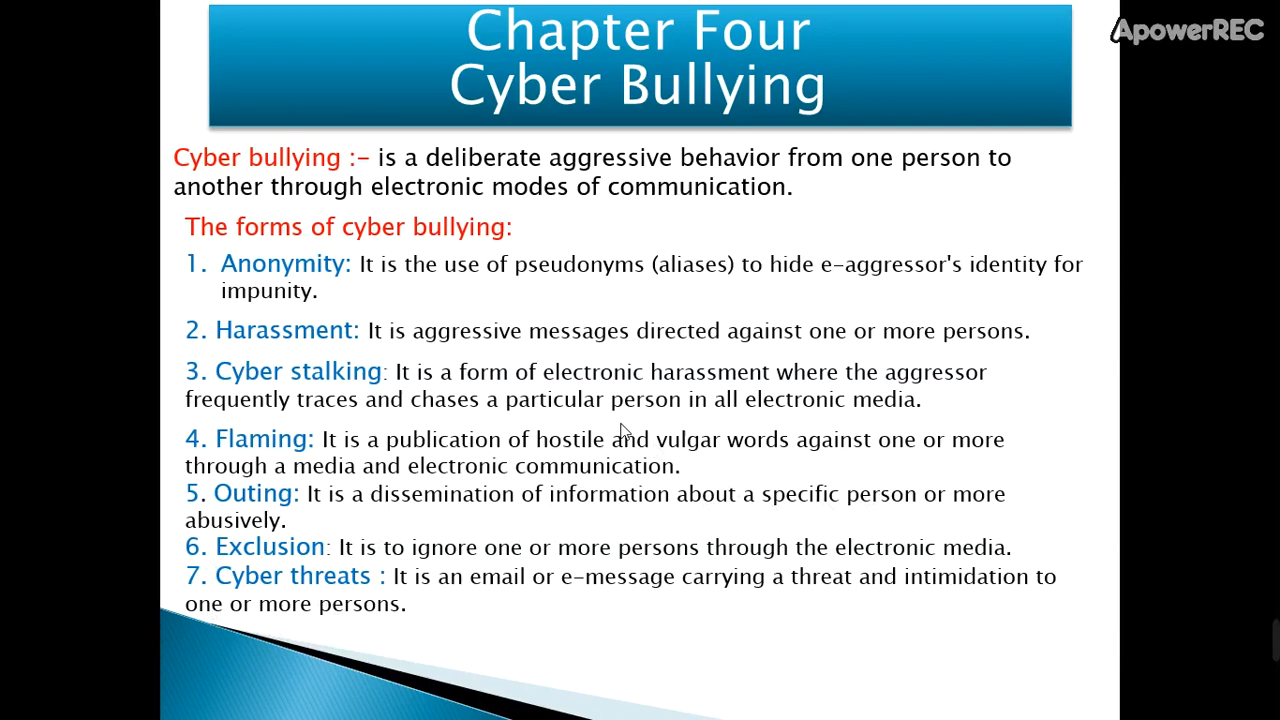 Chapter Four
ApowerREC
Cyber Bullying
Cyber bullying :- is a deliberate aggressive behavior from one person to
another through electronic modes of communication.
The forms of cyber bullying:
1. Anonymity: It is the use of pseudonyms (aliases) to hide e-aggressor's identity for
impunity.
2. Harassment: It is aggressive messages directed against one or more persons.
3. Cyber stalking: It is a form of electronic harassment where the aggressor
frequently traces and chases a particular person in all electronic media.
4. Flaming: It is a publication of hostile and vulgar words against one or more
through a media and electronic communication.
5. Outing: It is a dissemination of information about a specific person or more
abusively.
6. Exclusion: It is to ignore one or more persons through the electronic media.
7. Cyber threats : It is an email or e-message carrying a threat and intimidation to
one or more persons.